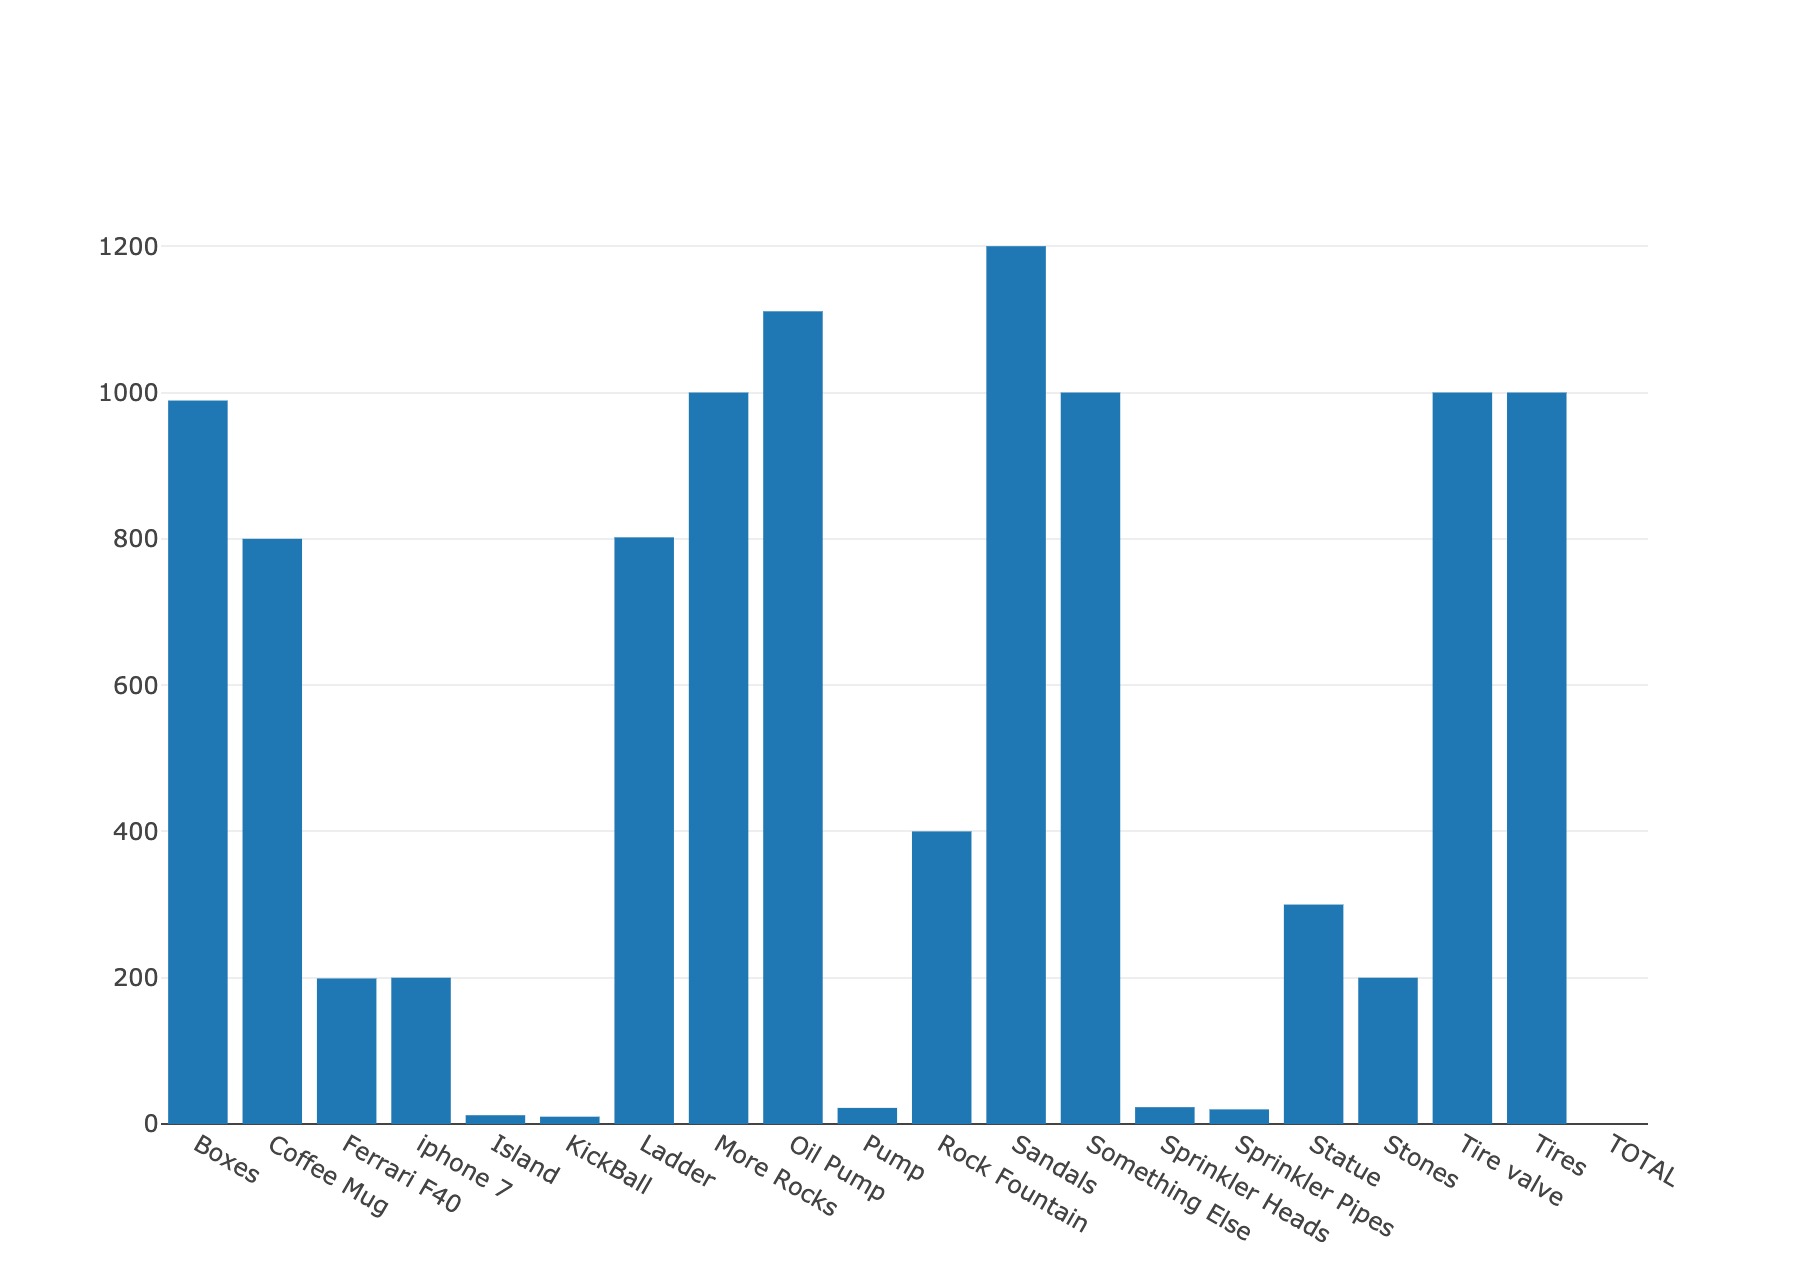 1200
1000
800
600
400
200
0
Boxes
Coffee Mug
Ferrari F40
iphone 7
Island
KickBall
Ladder
More Rocks
Oil Pump
Pump
Rock Fountain
Sandals
Something Else
Sprinkler Heads
Sprinkler Pipes
Statue
Stones
Tire valve
Tires
TOTAL